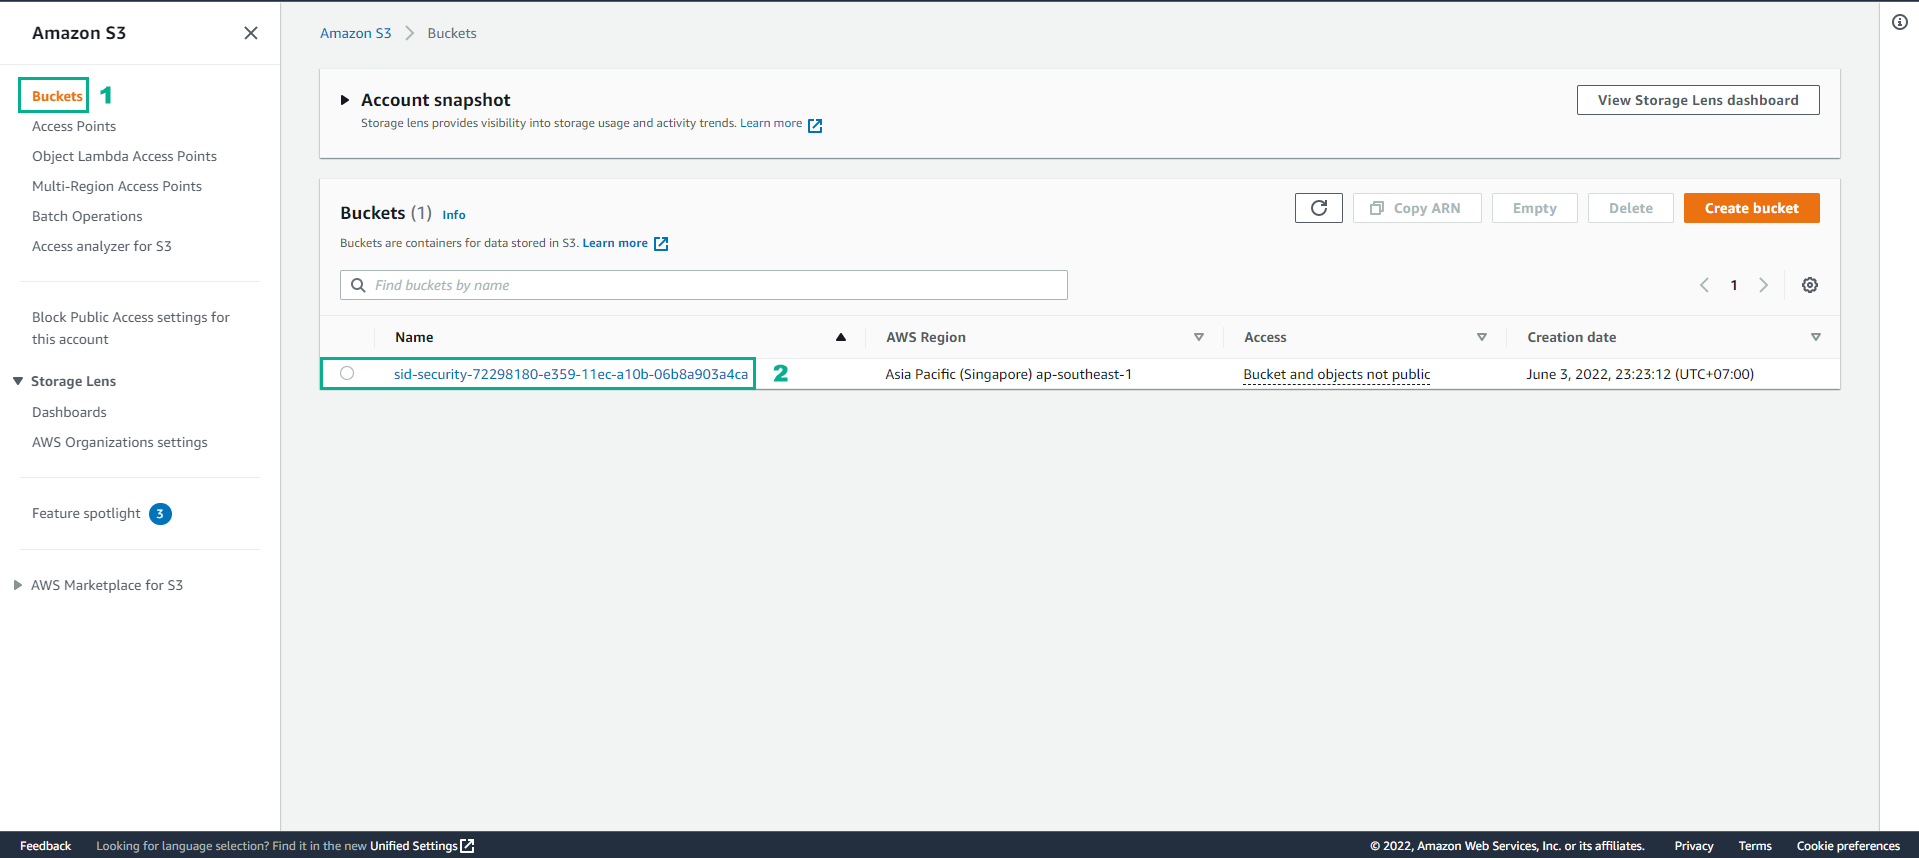 Amazon S3
Buckets 1
Access Points
Object Lambda Access Points
Multi-Region Access Points
Batch Operations
Access analyzer for S3
Block Public Access settings for
this account
Storage Lens
Dashboards
AWS Organizations settings
Feature spotlight 3
AWS Marketplace for S3
Amazon S3 Buckets
Account snapshot
Storage lens provides visibility into storage usage and activity trends. Learn more
View Storage Lens dashboard
Buckets (1) Info
Buckets are containers for data stored in S3. Learn more
Copy ARN Empty Delete Create bucket
Find buckets by name
1
Name AWS Region Access Creation date
sid-security-72298180-e359-11ec-a10b-06b8a903a4ca 2 Asia Pacific (Singapore) ap-southeast-1 Bucket and objects not public June 3, 2022, 23:23:12 (UTC+07:00)
Feedback Looking for language selection? Find it in the new Unified Settings © 2022, Amazon Web Services, Inc. or its affiliates. Privacy Terms Cookie preferences